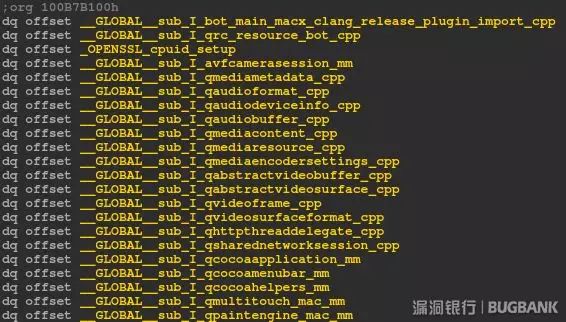 ;org 100B7B100h
dq offset __GLOBAL__sub_I_bot_main_macx_clang_release_plugin_import_cpp
dq offset __GLOBAL__sub_I_qrc_resource_bot_cpp
dq offset _OPENSSL_cpuid_setup
dq offset __GLOBAL__sub_I_avfcamerasession_mm
dq offset __GLOBAL__sub_I_qmediametadata_cpp
dq offset __GLOBAL__sub_I_qaudioformat_cpp
dq offset __GLOBAL__sub_I_qaudiodeviceinfo_cpp
dq offset __GLOBAL__sub_I_qaudiobuffer_cpp
dq offset __GLOBAL__sub_I_qmediacontent_cpp
dq offset __GLOBAL__sub_I_qmediaresource_cpp
dq offset __GLOBAL__sub_I_qmediaencodersettings_cpp
dq offset __GLOBAL__sub_I_qabstractvideobuffer_cpp
dq offset __GLOBAL__sub_I_qabstractvideosurface_cpp
dq offset __GLOBAL__sub_I_qvideoframe_cpp
dq offset __GLOBAL__sub_I_qvideosurfaceformat_cpp
dq offset __GLOBAL__sub_I_qhttpthreaddelegate_cpp
dq offset __GLOBAL__sub_I_qsharednetworksession_cpp
dq offset __GLOBAL__sub_I_qcocoaapplication_mm
dq offset __GLOBAL__sub_I_qcocoamenubar_mm
dq offset __GLOBAL__sub_I_qcocoahelpers_mm
dq offset __GLOBAL__sub_I_qmultitouch_mac_mm
dq offset __GLOBAL__sub_I_qpaintengine_mac_mm
漏洞银行 | BUGBANK